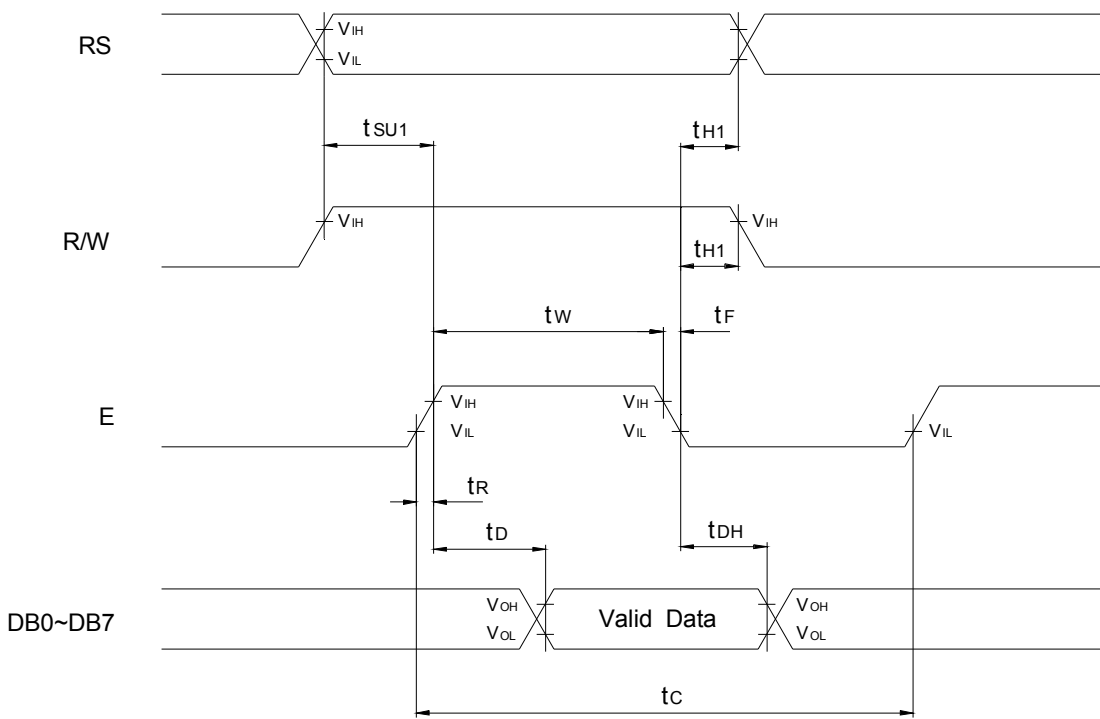 RS
VIH
VIL
tSU1
tH1
R/W
VIH
VIH
tH1
tW
tF
E
VIH
VIH
VIL
VIL
VIL
tR
tD
tDH
DB0~DB7
VOH
VOL
Valid Data
VOH
VOL
tC